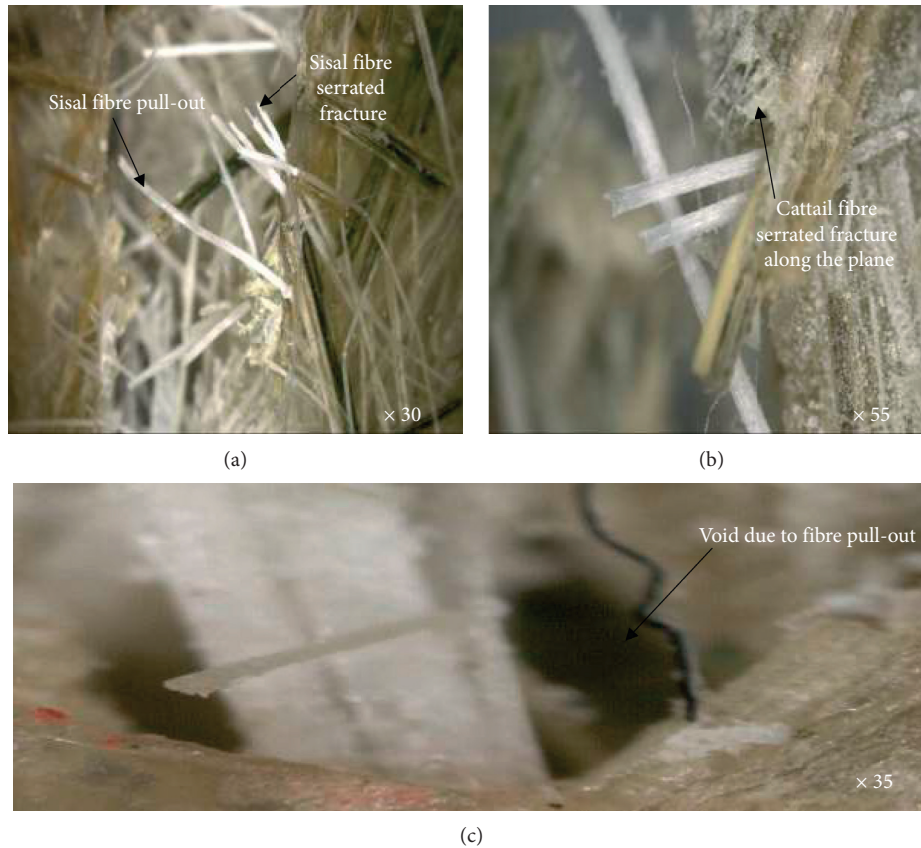 Sisal fibre
serrated
fracture
Sisal fibre pull-out
× 30
(a)
Cattail fibre
serrated fracture
along the plane
× 55
(b)
Void due to fibre pull-out
× 35
(c)